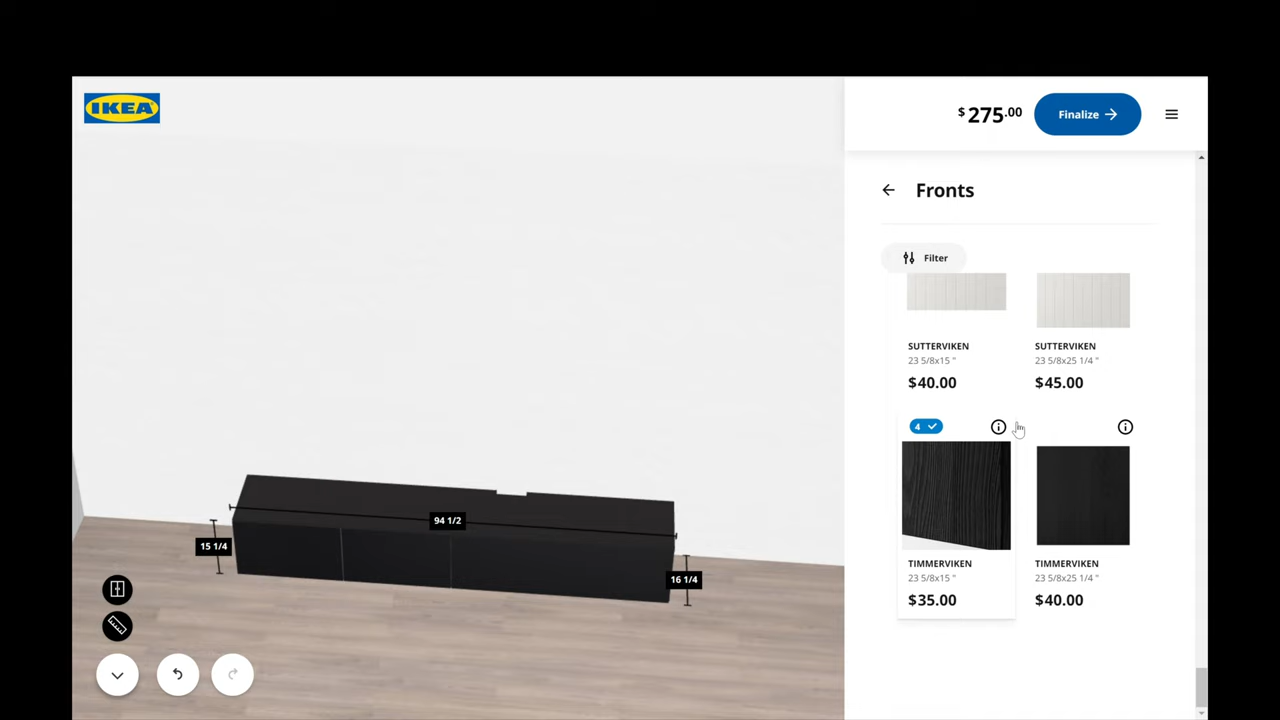 IKEA
$275.00
Finalize
Fronts
Filter
SUTTERVIKEN
23 5/8x15 "
$40.00
SUTTERVIKEN
23 5/8x25 1/4 "
$45.00
4
TIMMERVIKEN
23 5/8x15 "
$35.00
TIMMERVIKEN
23 5/8x25 1/4 "
$40.00
94 1/2
15 1/4
16 1/4